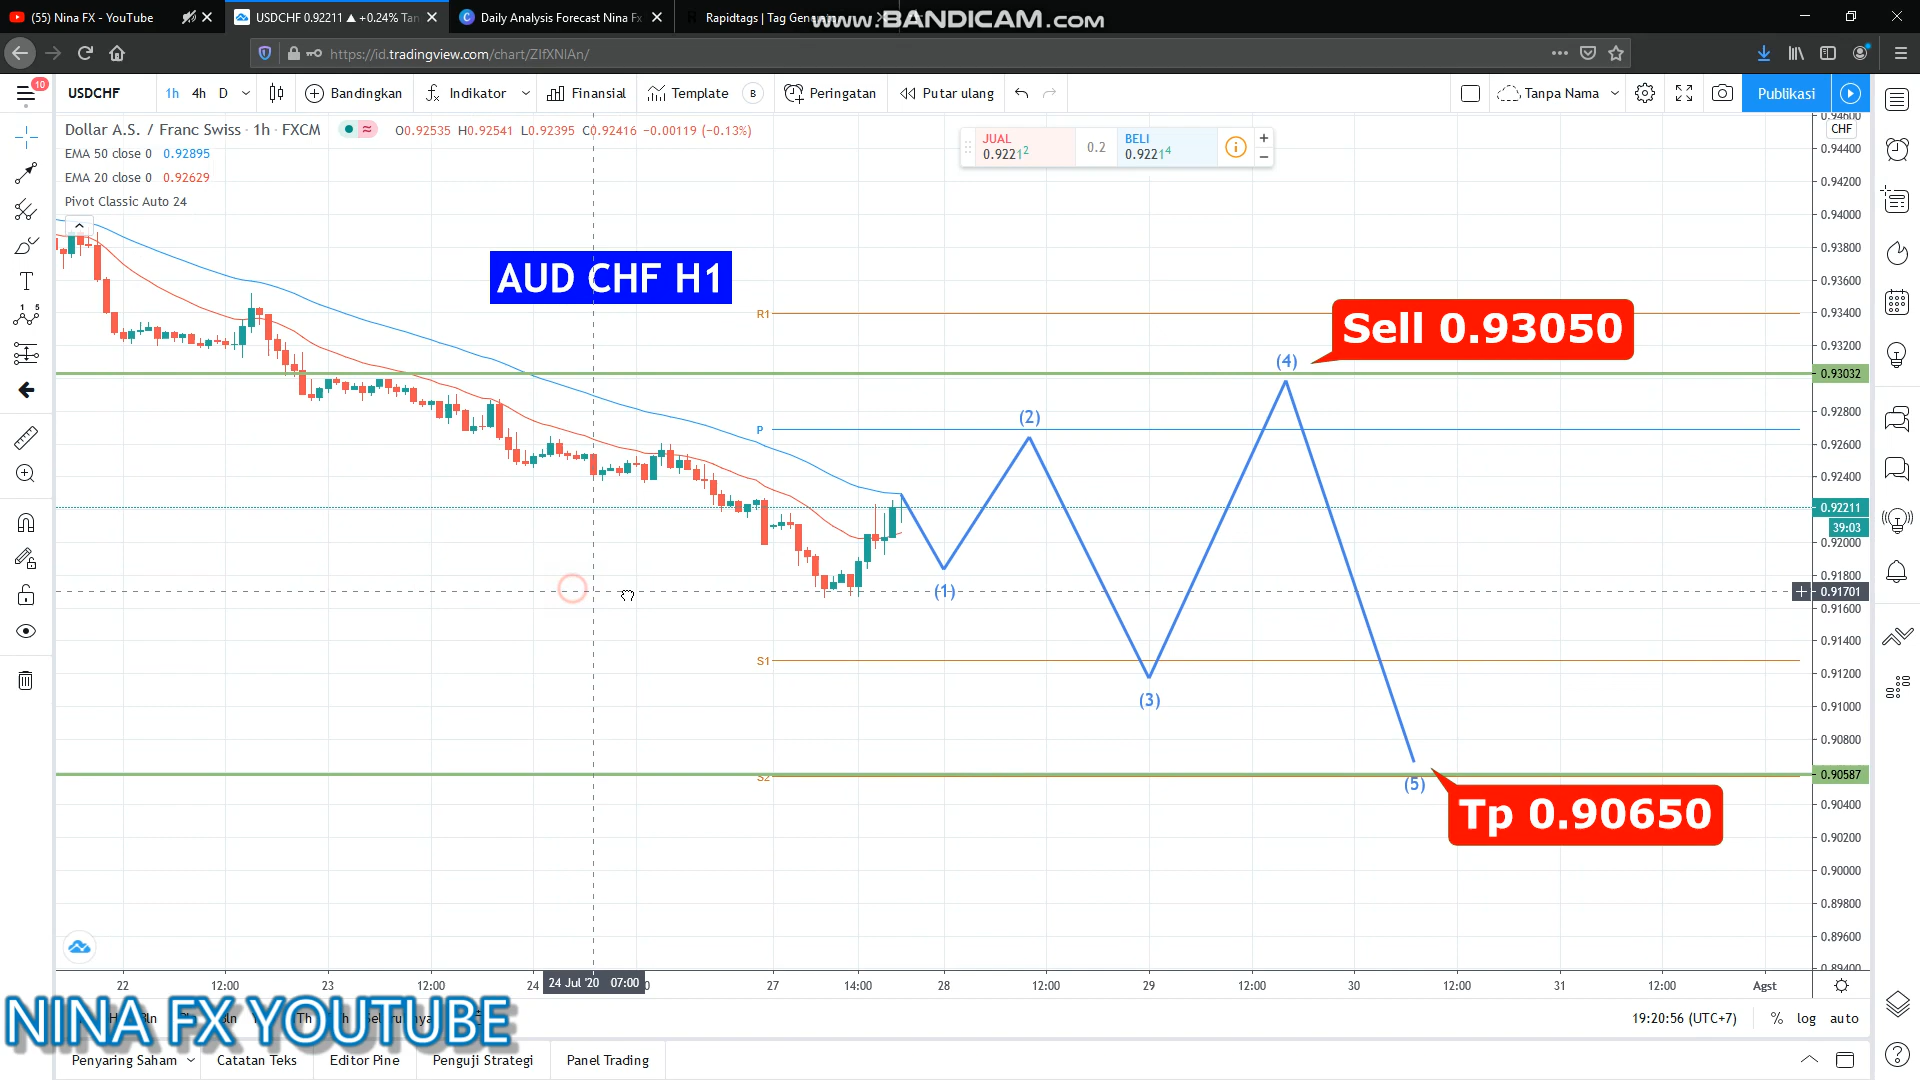 (55) Nina FX - YouTube
USDCHF 0.92211 ▲ +0.24% Tan
Daily Analysis Forecast Nina Fx
Rapidtags | Tag Genera
www.BANDICAM.com
https://id.tradingview.com/chart/ZIfXNIAn/
10
USDCHF
1h 4h D
Bandingkan
Indikator
Finansial
Template
B
Peringatan
Putar ulang
Tanpa Nama
Publikasi
Dollar A.S. / Franc Swiss · 1h · FXCM
O0.92535 H0.92541 L0.92395 C0.92416 −0.00119 (−0.13%)
EMA 50 close 0 0.92895
EMA 20 close 0 0.92629
Pivot Classic Auto 24
JUAL
0.92212
0.2
BELI
0.92214
CHF
AUD CHF H1
Sell 0.93050
Tp 0.90650
R1
P
S1
S2
(1)
(2)
(3)
(4)
(5)
0.94600
0.94400
0.94200
0.94000
0.93800
0.93600
0.93400
0.93200
0.93032
0.92800
0.92600
0.92400
0.92211
39:03
0.92000
0.91800
0.91701
0.91600
0.91400
0.91200
0.91000
0.90800
0.90587
0.90400
0.90200
0.90000
0.89800
0.89600
0.89400
22 12:00 23 12:00 24 24 Jul '20 07:00 27 14:00 28 12:00 29 12:00 30 12:00 31 12:00 Agst
NINA FX YOUTUBE
19:20:56 (UTC+7)
% log auto
Penyaring Saham
Catatan Teks
Editor Pine
Penguji Strategi
Panel Trading